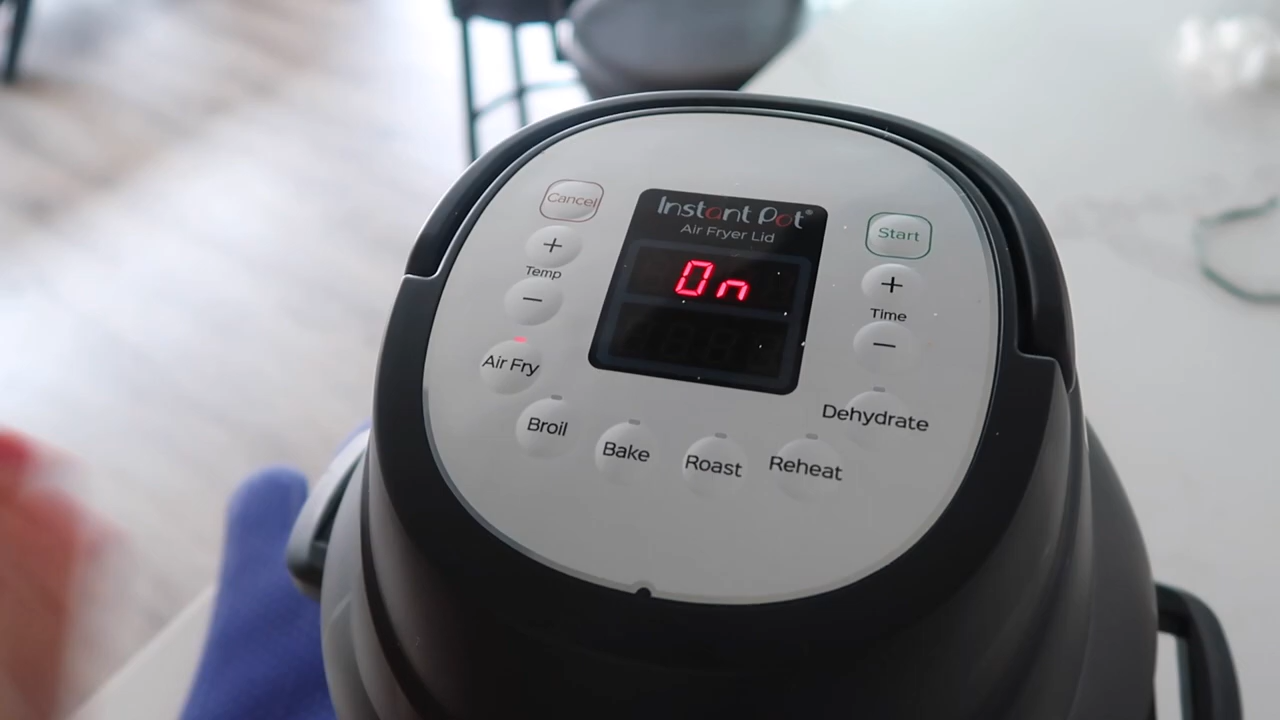 Instant Pot®
Air Fryer Lid
On
Cancel
+
Temp
−
Start
+
Time
−
Air Fry
Broil
Bake
Roast
Reheat
Dehydrate